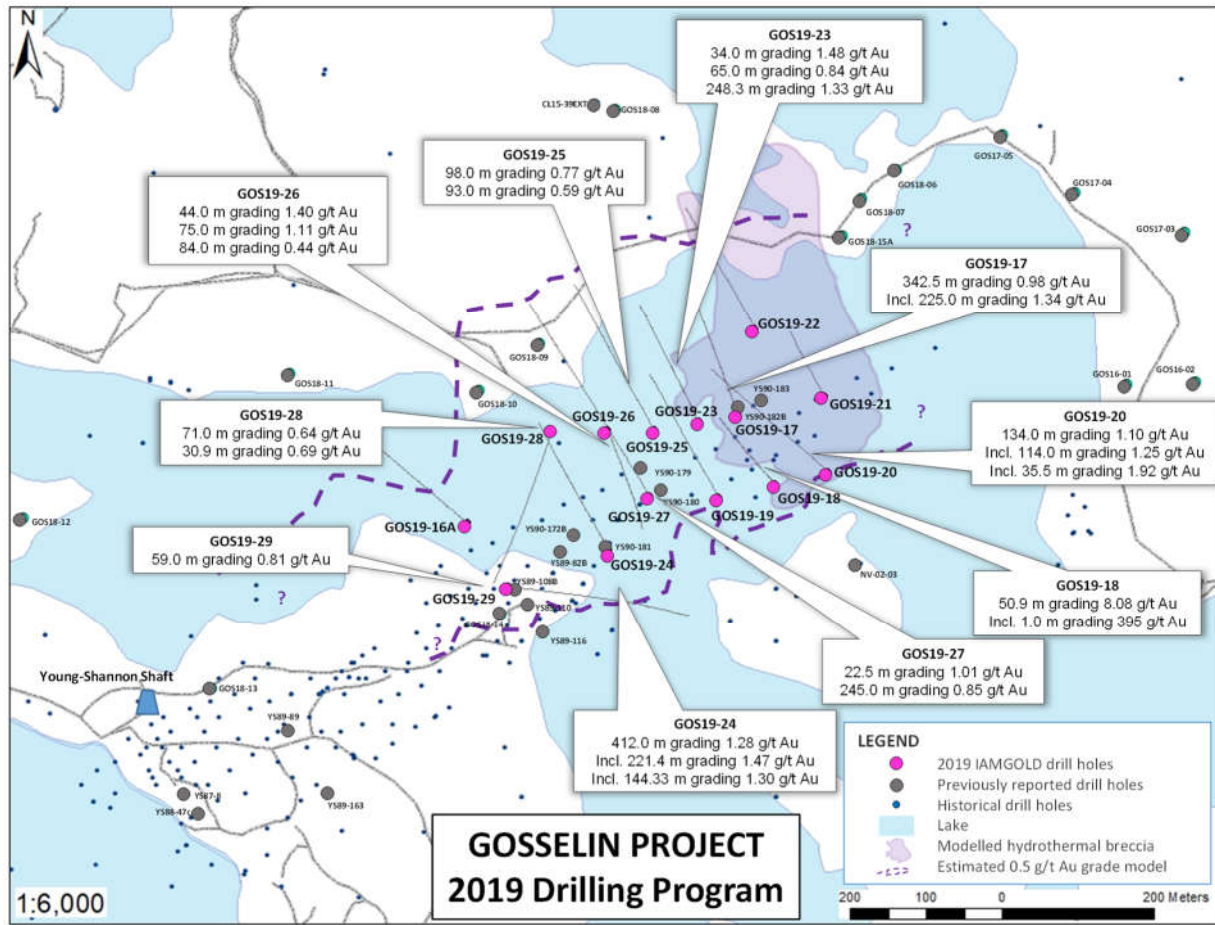 N
GOS19-23
34.0 m grading 1.48 g/t Au
65.0 m grading 0.84 g/t Au
248.3 m grading 1.33 g/t Au
CL15-39EXT
GOS18-08
GOS17-05
GOS19-25
98.0 m grading 0.77 g/t Au
93.0 m grading 0.59 g/t Au
GOS18-06
GOS17-04
GOS19-26
44.0 m grading 1.40 g/t Au
75.0 m grading 1.11 g/t Au
84.0 m grading 0.44 g/t Au
GOS18-07
GOS18-15A
?
GOS17-03
GOS19-17
342.5 m grading 0.98 g/t Au
Incl. 225.0 m grading 1.34 g/t Au
GOS19-22
GOS18-09
GOS18-11
GOS18-10
GOS16-01
GOS16-02
YS90-183
GOS19-21
YS90-182B
?
GOS19-28
71.0 m grading 0.64 g/t Au
30.9 m grading 0.69 g/t Au
GOS19-28
GOS19-26
GOS19-25
GOS19-23
GOS19-17
GOS19-20
134.0 m grading 1.10 g/t Au
Incl. 114.0 m grading 1.25 g/t Au
Incl. 35.5 m grading 1.92 g/t Au
YS90-179
GOS19-20
YS90-180
GOS19-18
GOS19-27
GOS19-19
GOS18-12
GOS19-16A
YS90-172B
YS90-181
YS89-82B
GOS19-24
GOS19-29
59.0 m grading 0.81 g/t Au
NV-02-03
?
GOS19-29
YS89-110
GOS18-14
YS89-116
?
GOS19-18
50.9 m grading 8.08 g/t Au
Incl. 1.0 m grading 395 g/t Au
GOS19-27
22.5 m grading 1.01 g/t Au
245.0 m grading 0.85 g/t Au
Young-Shannon Shaft
GOS18-13
YS89-89
GOS19-24
412.0 m grading 1.28 g/t Au
Incl. 221.4 m grading 1.47 g/t Au
Incl. 144.33 m grading 1.30 g/t Au
YS89-163
LEGEND
2019 IAMGOLD drill holes
Previously reported drill holes
Historical drill holes
Lake
Modelled hydrothermal breccia
Estimated 0.5 g/t Au grade model
GOSSELIN PROJECT
2019 Drilling Program
1:6,000
200 100 0 200 Meters